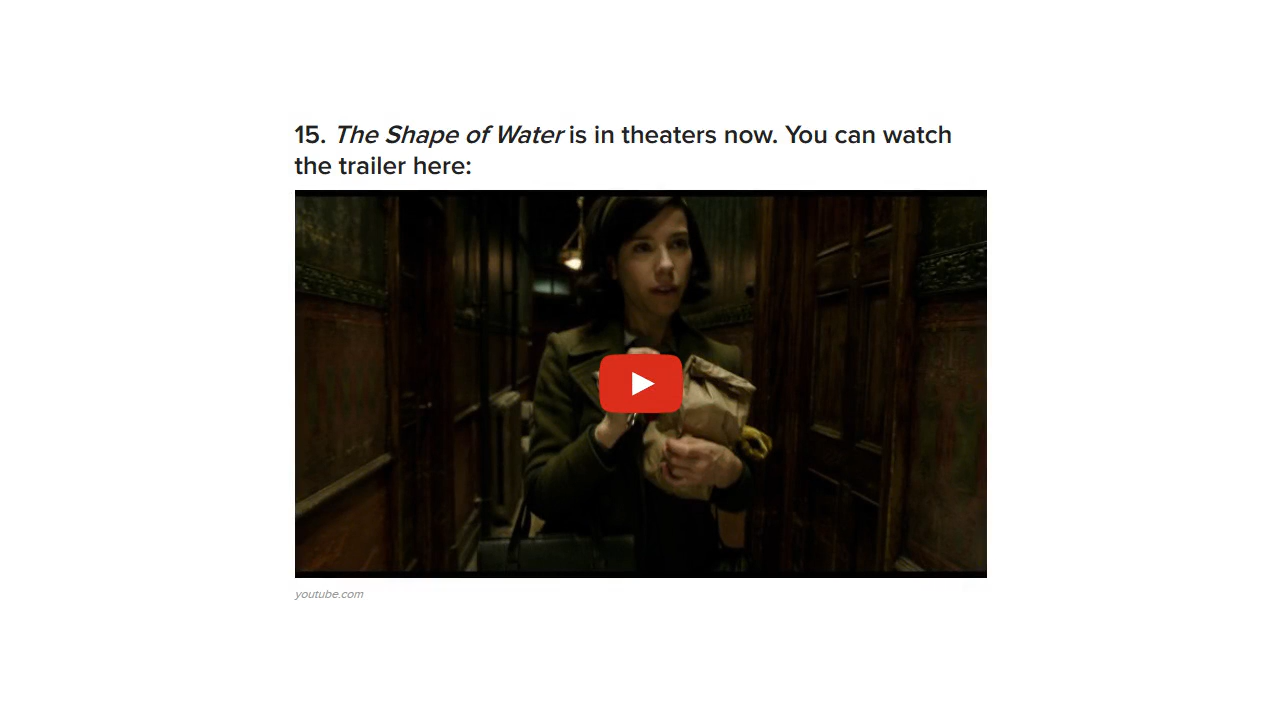 15. The Shape of Water is in theaters now. You can watch
the trailer here:
youtube.com